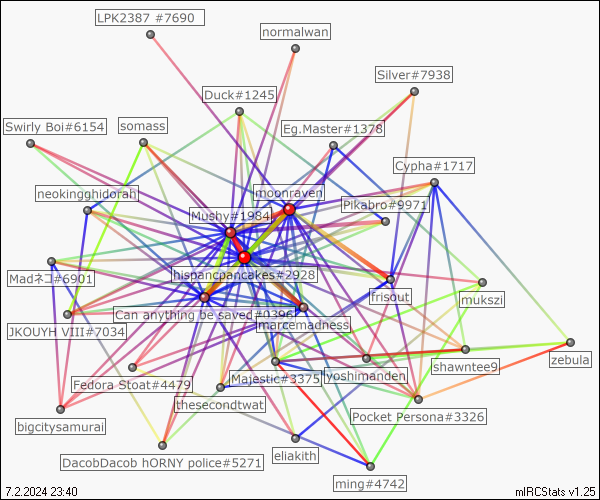 LPK2387 #7690
normalwan
Silver#7938
Duck#1245
Swirly Boi#6154
somass
Eg.Master#1378
Cypha#1717
neokingghidorah
moonraven
Pikabro#9971
Mushy#1984
hispancpancakes#2928
Madネコ#6901
frisout
mukszi
Can anything be saved#0396
JKOUYH VIII#7034
marcemadness
zebula
shawntee9
Majestic#3375
lyoshimanden
Fedora Stoat#4479
thesecondtwat
Pocket Persona#3326
bigcitysamurai
eliakith
DacobDacob hORNY police#5271
ming#4742
7.2.2024 23:40
mIRCStats v1.25